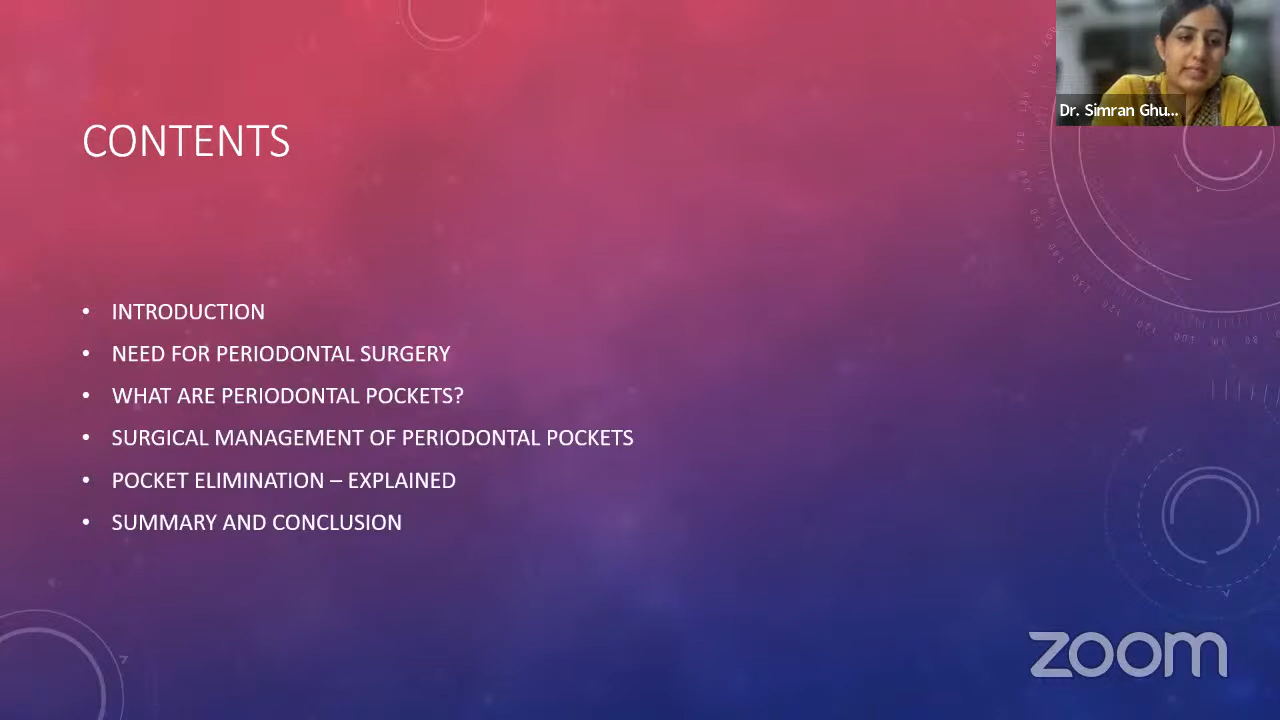 Dr. Simran Ghu...
CONTENTS
• INTRODUCTION
• NEED FOR PERIODONTAL SURGERY
• WHAT ARE PERIODONTAL POCKETS?
• SURGICAL MANAGEMENT OF PERIODONTAL POCKETS
• POCKET ELIMINATION – EXPLAINED
• SUMMARY AND CONCLUSION
zoom